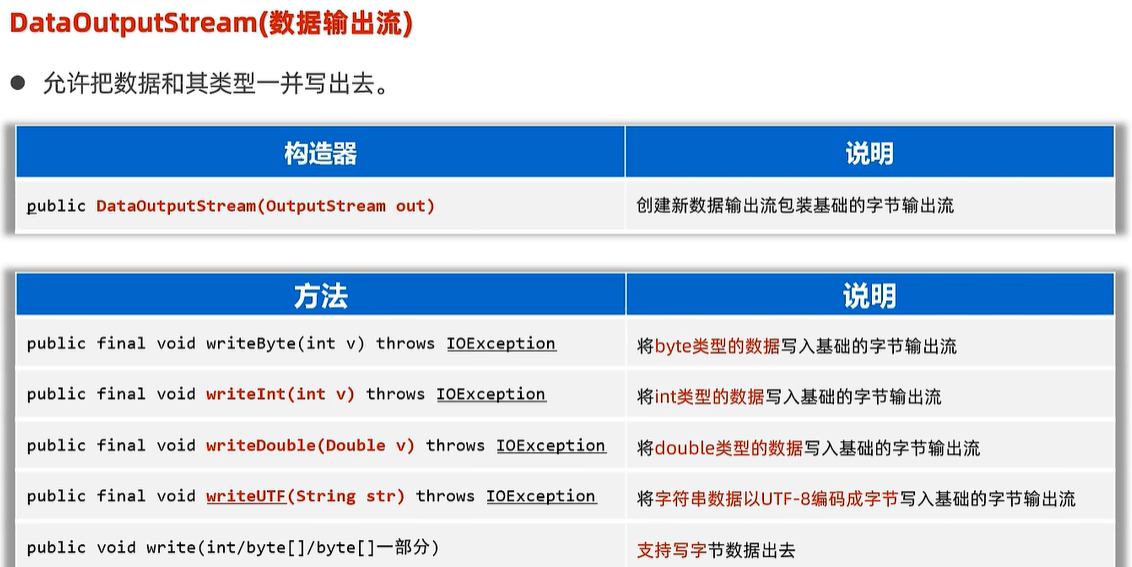 DataOutputStream(数据输出流)
● 允许把数据和其类型一并写出去。
构造器 说明
public DataOutputStream(OutputStream out) 创建新数据输出流包装基础的字节输出流
方法 说明
public final void writeByte(int v) throws IOException 将byte类型的数据写入基础的字节输出流
public final void writeInt(int v) throws IOException 将int类型的数据写入基础的字节输出流
public final void writeDouble(Double v) throws IOException 将double类型的数据写入基础的字节输出流
public final void writeUTF(String str) throws IOException 将字符串数据以UTF-8编码成字节写入基础的字节输出流
public void write(int/byte[]/byte[]一部分) 支持写字节数据出去